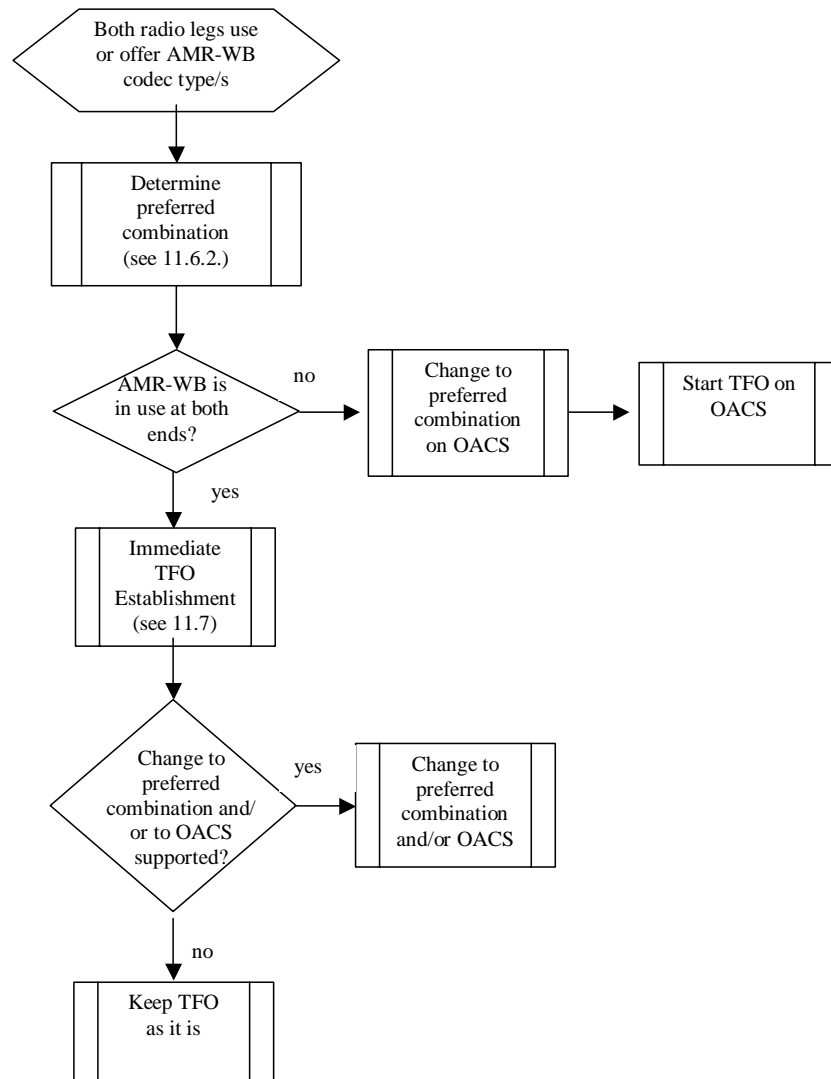 Both radio legs use
or offer AMR-WB
codec type/s
Determine
preferred
combination
(see 11.6.2.)
AMR-WB is
in use at both
ends?
no
Change to
preferred
combination
on OACS
Start TFO on
OACS
yes
Immediate
TFO
Establishment
(see 11.7)
Change to
preferred
combination and/
or to OACS
supported?
yes
Change to
preferred
combination
and/or OACS
no
Keep TFO
as it is